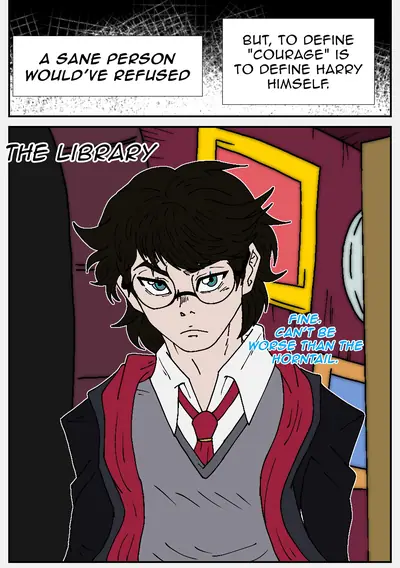 A SANE PERSON
WOULD'VE REFUSED
BUT, TO DEFINE
"COURAGE" IS
TO DEFINE HARRY
HIMSELF.
THE LIBRARY
FINE.
CAN'T BE
WORSE THAN THE
HORNTAIL.